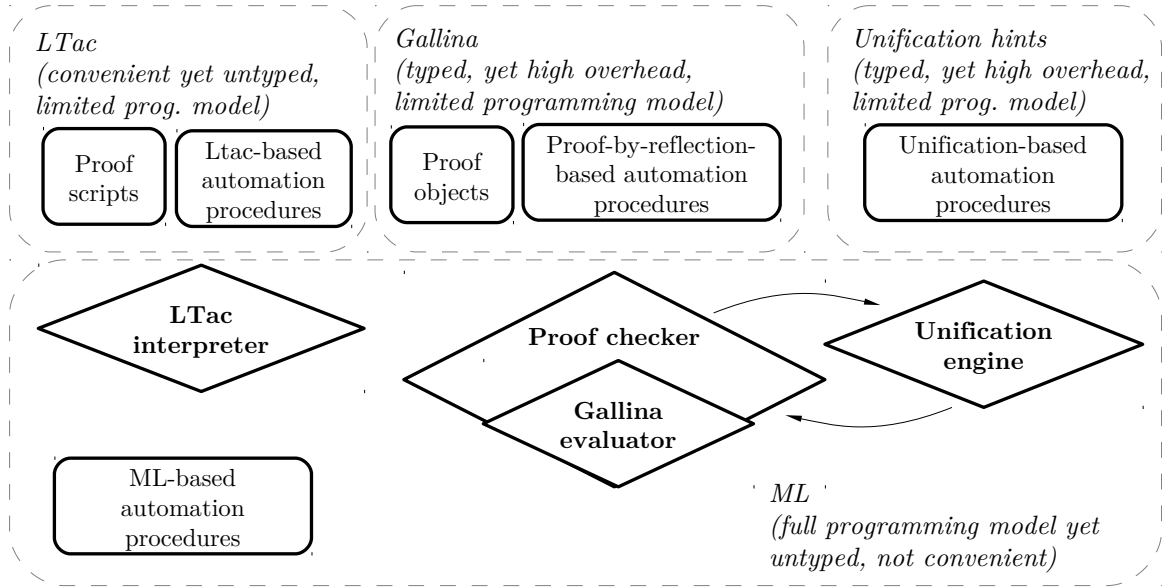 LTac
(convenient yet untyped,
limited prog. model)
Proof
scripts
Ltac-based
automation
procedures
Gallina
(typed, yet high overhead,
limited programming model)
Proof
objects
Proof-by-reflection-
based automation
procedures
Unification hints
(typed, yet high overhead,
limited prog. model)
Unification-based
automation
procedures
LTac
interpreter
Proof checker
Gallina
evaluator
Unification
engine
ML-based
automation
procedures
ML
(full programming model yet
untyped, not convenient)